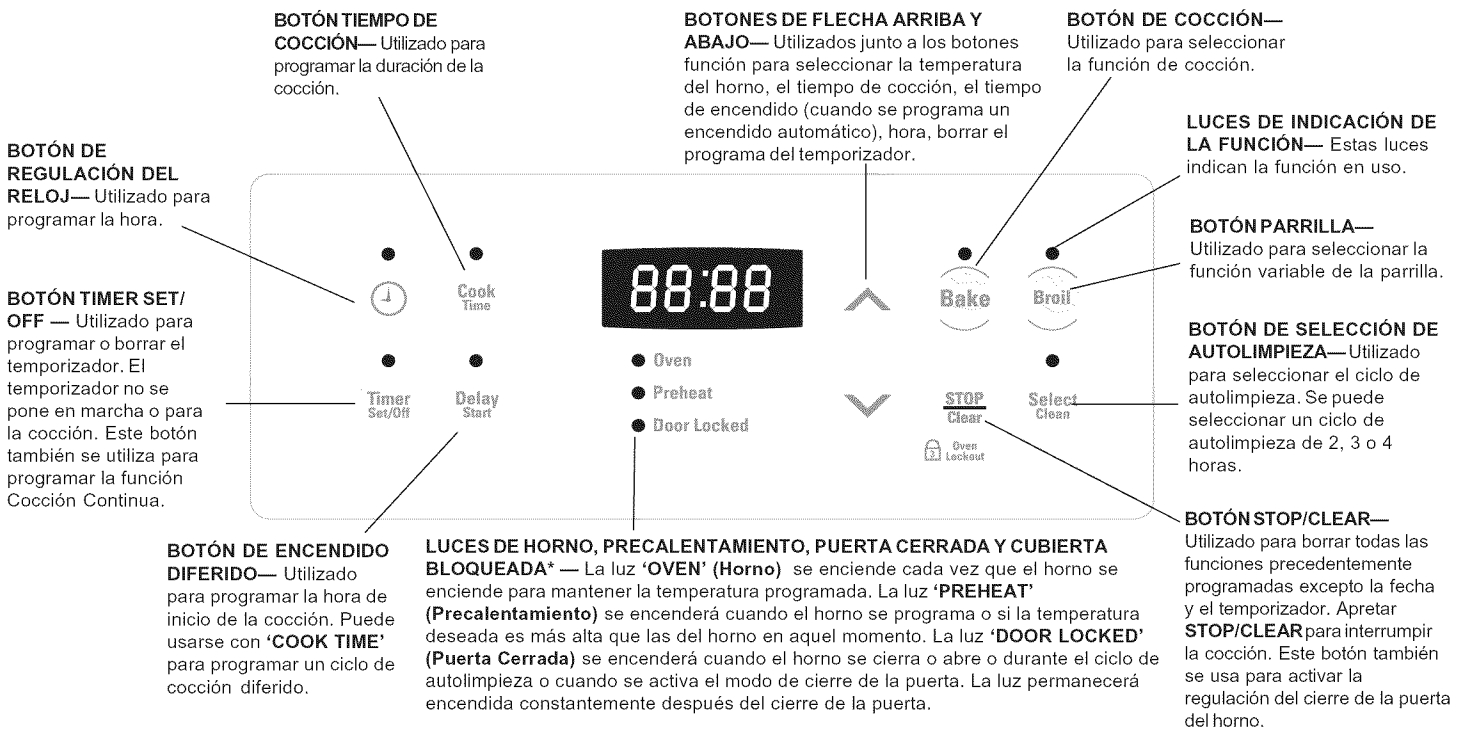 BOTÓN TIEMPO DE
COCCIÓN— Utilizado para
programar la duración de la
cocción.
BOTONES DE FLECHA ARRIBA Y
ABAJO— Utilizados junto a los botones
función para seleccionar la temperatura
del horno, el tiempo de cocción, el tiempo
de encendido (cuando se programa un
encendido automático), hora, borrar el
programa del temporizador.
BOTÓN DE COCCIÓN—
Utilizado para seleccionar
la función de cocción.
LUCES DE INDICACIÓN DE
LA FUNCIÓN— Estas luces
indican la función en uso.
BOTÓN DE
REGULACIÓN DEL
RELOJ— Utilizado para
programar la hora.
BOTÓN PARRILLA—
Utilizado para seleccionar la
función variable de la parrilla.
BOTÓN TIMER SET/
OFF — Utilizado para
programar o borrar el
temporizador. El
temporizador no se
pone en marcha o para
la cocción. Este botón
también se utiliza para
programar la función
Cocción Continua.
Cook
Time
88:88
Bake
Broil
Timer
Set/Off
Delay
Start
Oven
Preheat
Door Locked
STOP
Clear
Oven
Lockout
Select
Clean
BOTÓN DE SELECCIÓN DE
AUTOLIMPIEZA— Utilizado
para seleccionar el ciclo de
autolimpieza. Se puede
seleccionar un ciclo de
autolimpieza de 2, 3 o 4
horas.
BOTÓN DE ENCENDIDO
DIFERIDO— Utilizado
para programar la hora de
inicio de la cocción. Puede
usarse con ‘COOK TIME’
para programar un ciclo de
cocción diferido.
LUCES DE HORNO, PRECALENTAMIENTO, PUERTA CERRADA Y CUBIERTA
BLOQUEADA* — La luz ‘OVEN’ (Horno) se enciende cada vez que el horno se
enciende para mantener la temperatura programada. La luz ‘PREHEAT’
(Precalentamiento) se encenderá cuando el horno se programa o si la temperatura
deseada es más alta que las del horno en aquel momento. La luz ‘DOOR LOCKED’
(Puerta Cerrada) se encenderá cuando el horno se cierra o abre o durante el ciclo de
autolimpieza o cuando se activa el modo de cierre de la puerta. La luz permanecerá
encendida constantemente después del cierre de la puerta.
BOTÓN STOP/CLEAR—
Utilizado para borrar todas las
funciones precedentemente
programadas excepto la fecha
y el temporizador. Apretar
STOP/CLEAR para interrumpir
la cocción. Este botón también
se usa para activar la
regulación del cierre de la puerta
del horno.